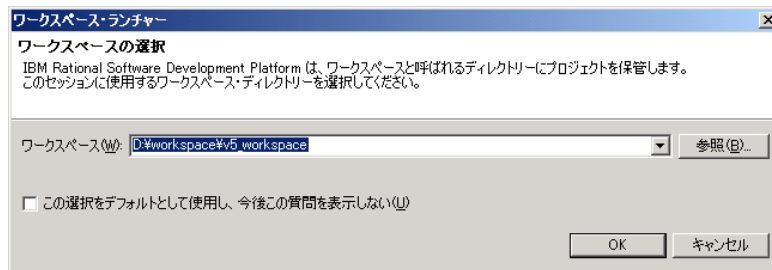 ワークスペース・ランチャー
ワークスペースの選択
IBM Rational Software Development Platform は、ワークスペースと呼ばれるディレクトリーにプロジェクトを保管します。
このセッションに使用するワークスペース・ディレクトリーを選択してください。
ワークスペース(W): D:¥workspace¥v5_workspace 参照(B)...
この選択をデフォルトとして使用し、今後この質問を表示しない(U)
OK キャンセル